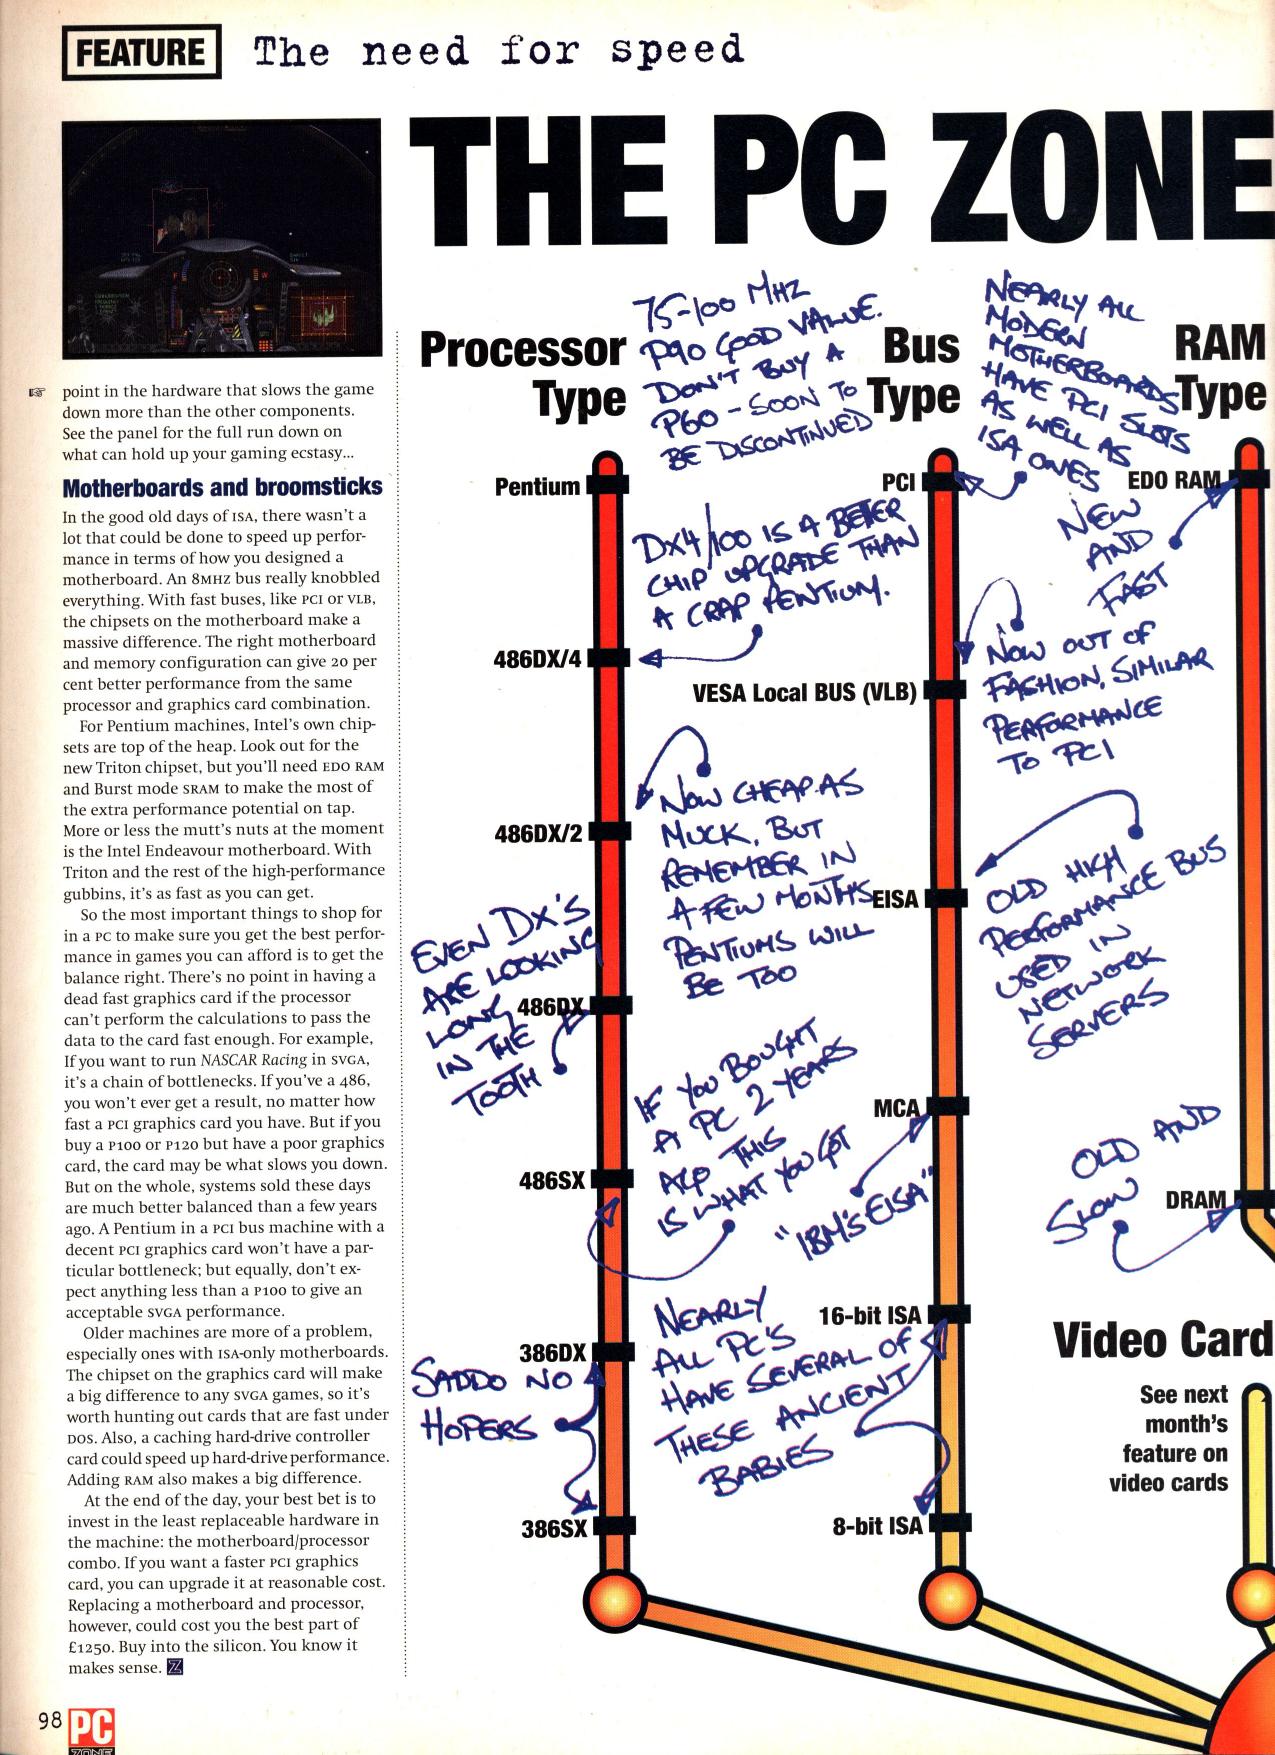 FEATURE
The need for speed
THE PC ZONE
point in the hardware that slows the game
down more than the other components.
See the panel for the full run down on
what can hold up your gaming ecstasy...
Motherboards and broomsticks
In the good old days of ISA, there wasn't a
lot that could be done to speed up perfor-
mance in terms of how you designed a
motherboard. An 8MHZ bus really knobbled
everything. With fast buses, like PCI or VLB,
the chipsets on the motherboard make a
massive difference. The right motherboard
and memory configuration can give 20 per
cent better performance from the same
processor and graphics card combination.
For Pentium machines, Intel's own chip-
sets are top of the heap. Look out for the
new Triton chipset, but you'll need EDO RAM
and Burst mode SRAM to make the most of
the extra performance potential on tap.
More or less the mutt's nuts at the moment
is the Intel Endeavour motherboard. With
Triton and the rest of the high-performance
gubbins, it's as fast as you can get.
So the most important things to shop for
in a PC to make sure you get the best perfor-
mance in games you can afford is to get the
balance right. There's no point in having a
dead fast graphics card if the processor
can't perform the calculations to pass the
data to the card fast enough. For example,
If you want to run NASCAR Racing in SVGA,
it's a chain of bottlenecks. If you've a 486,
you won't ever get a result, no matter how
fast a PCI graphics card you have. But if you
buy a P100 or P120 but have a poor graphics
card, the card may be what slows you down.
But on the whole, systems sold these days
are much better balanced than a few years
ago. A Pentium in a PCI bus machine with a
decent PCI graphics card won't have a par-
ticular bottleneck; but equally, don't ex-
pect anything less than a P100 to give an
acceptable SVGA performance.
Older machines are more of a problem,
especially ones with ISA-only motherboards.
The chipset on the graphics card will make
a big difference to any SVGA games, so it's
worth hunting out cards that are fast under
DOS. Also, a caching hard-drive controller
card could speed up hard-drive performance.
Adding RAM also makes a big difference.
At the end of the day, your best bet is to
invest in the least replaceable hardware in
the machine: the motherboard/processor
combo. If you want a faster PCI graphics
card, you can upgrade it at reasonable cost.
Replacing a motherboard and processor,
however, could cost you the best part of
£1250. Buy into the silicon. You know it
makes sense. Z
Processor
Type
75-100 MHZ
P90 GOOD VALUE.
DON'T BUY A
P60 - SOON TO
BE DISCONTINUED
Pentium
DX4/100 IS A BETTER
CHIP UPGRADE THAN
A CRAP PENTIUM.
486DX/4
486DX/2
NOW CHEAP AS
MUCK, BUT
REMEMBER IN
A FEW MONTHS
PENTIUMS WILL
BE TOO
EVEN DX'S
ARE LOOKING
LONG
IN THE
TOOTH
486DX
IF YOU BOUGHT
A PC 2 YEARS
AGO THIS
IS WHAT YOU GOT
486SX
386DX
SADDO NO
HOPERS
386SX
Bus
Type
NEARLY ALL
MODERN
MOTHERBOARDS
HAVE PCI SLOTS
AS WELL AS
ISA ONES
PCI
VESA Local BUS (VLB)
NOW OUT OF
FASHION, SIMILAR
PERFORMANCE
TO PCI
EISA
OLD HIGH
PERFORMANCE BUS
USED IN
NETWORK
SERVERS
MCA
"IBM'S EISA"
16-bit ISA
NEARLY
ALL PC'S
HAVE SEVERAL OF
THESE ANCIENT
BABIES
8-bit ISA
RAM
Type
EDO RAM
NEW
AND
FAST
OLD AND
SLOW
DRAM
Video Card
See next
month's
feature on
video cards
98
PC
ZONE